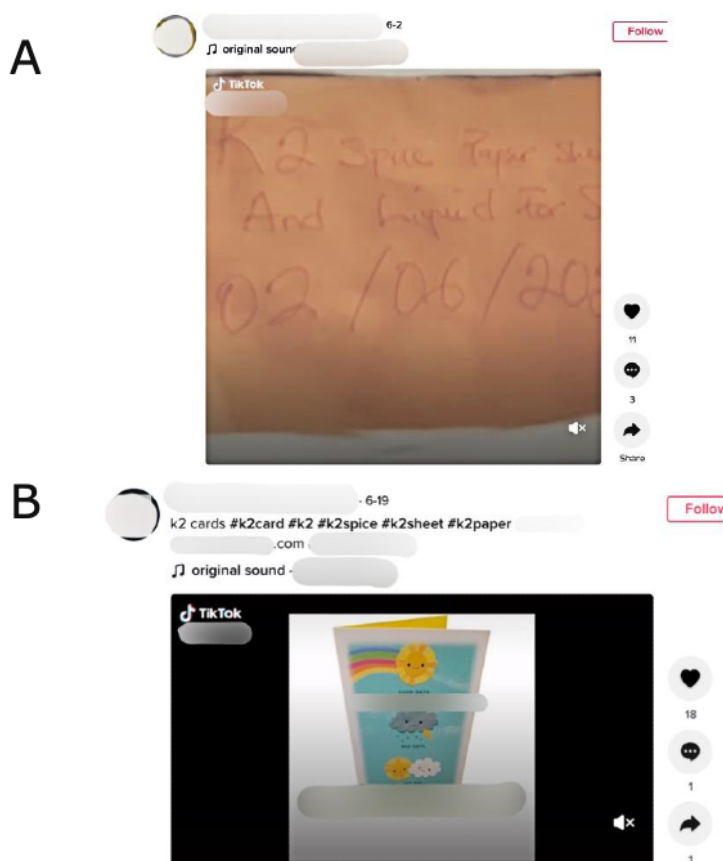 A
6-2
Follow
original sound
TikTok
K2 Spice Paper She
And Liquid For S
02/06/202
11
3
Share
B
- 6-19
Follow
k2 cards #k2card #k2 #k2spice #k2sheet #k2paper
.com
original sound -
TikTok
18
1
1